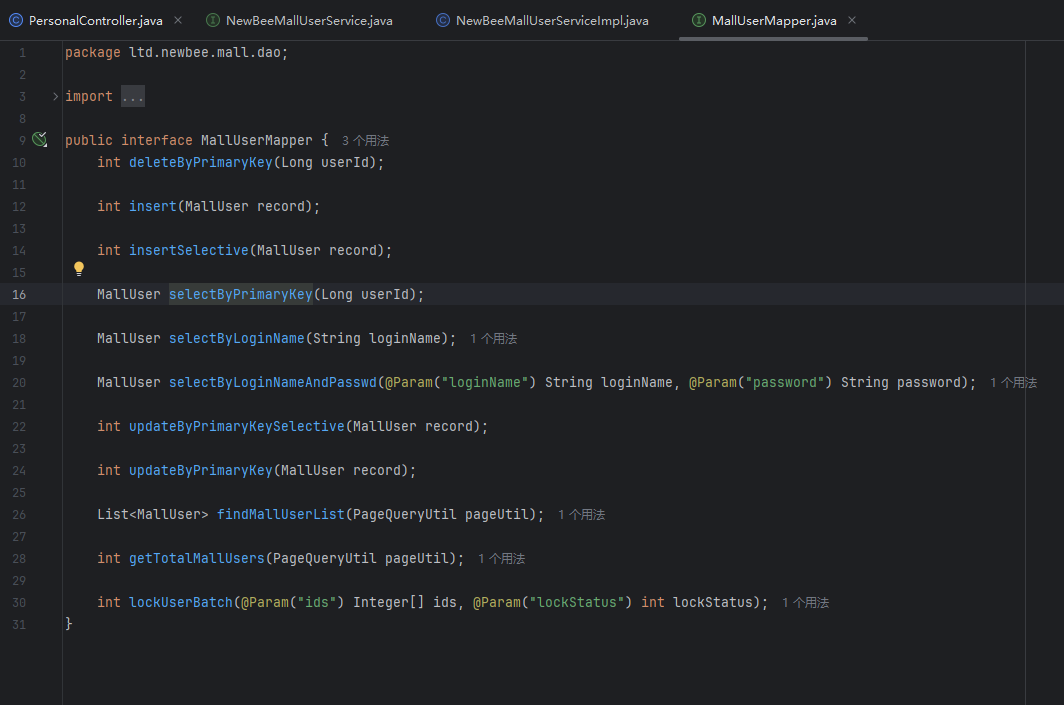 PersonalController.java NewBeeMallUserService.java NewBeeMallUserServiceImpl.java MallUserMapper.java
1 package ltd.newbee.mall.dao;
2
3 import ...
8
9 public interface MallUserMapper { 3 个用法
10 int deleteByPrimaryKey(Long userId);
11
12 int insert(MallUser record);
13
14 int insertSelective(MallUser record);
15
16 MallUser selectByPrimaryKey(Long userId);
17
18 MallUser selectByLoginName(String loginName); 1 个用法
19
20 MallUser selectByLoginNameAndPasswd(@Param("loginName") String loginName, @Param("password") String password); 1 个用法
21
22 int updateByPrimaryKeySelective(MallUser record);
23
24 int updateByPrimaryKey(MallUser record);
25
26 List<MallUser> findMallUserList(PageQueryUtil pageUtil); 1 个用法
27
28 int getTotalMallUsers(PageQueryUtil pageUtil); 1 个用法
29
30 int lockUserBatch(@Param("ids") Integer[] ids, @Param("lockStatus") int lockStatus); 1 个用法
31 }